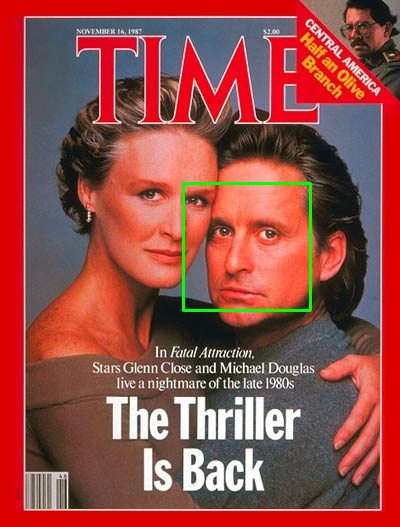 NOVEMBER 16, 1987 $2.00
TIME
CENTRAL AMERICA
Half an Olive
Branch
In Fatal Attraction,
Stars Glenn Close and Michael Douglas
live a nightmare of the late 1980s
The Thriller
Is Back
46